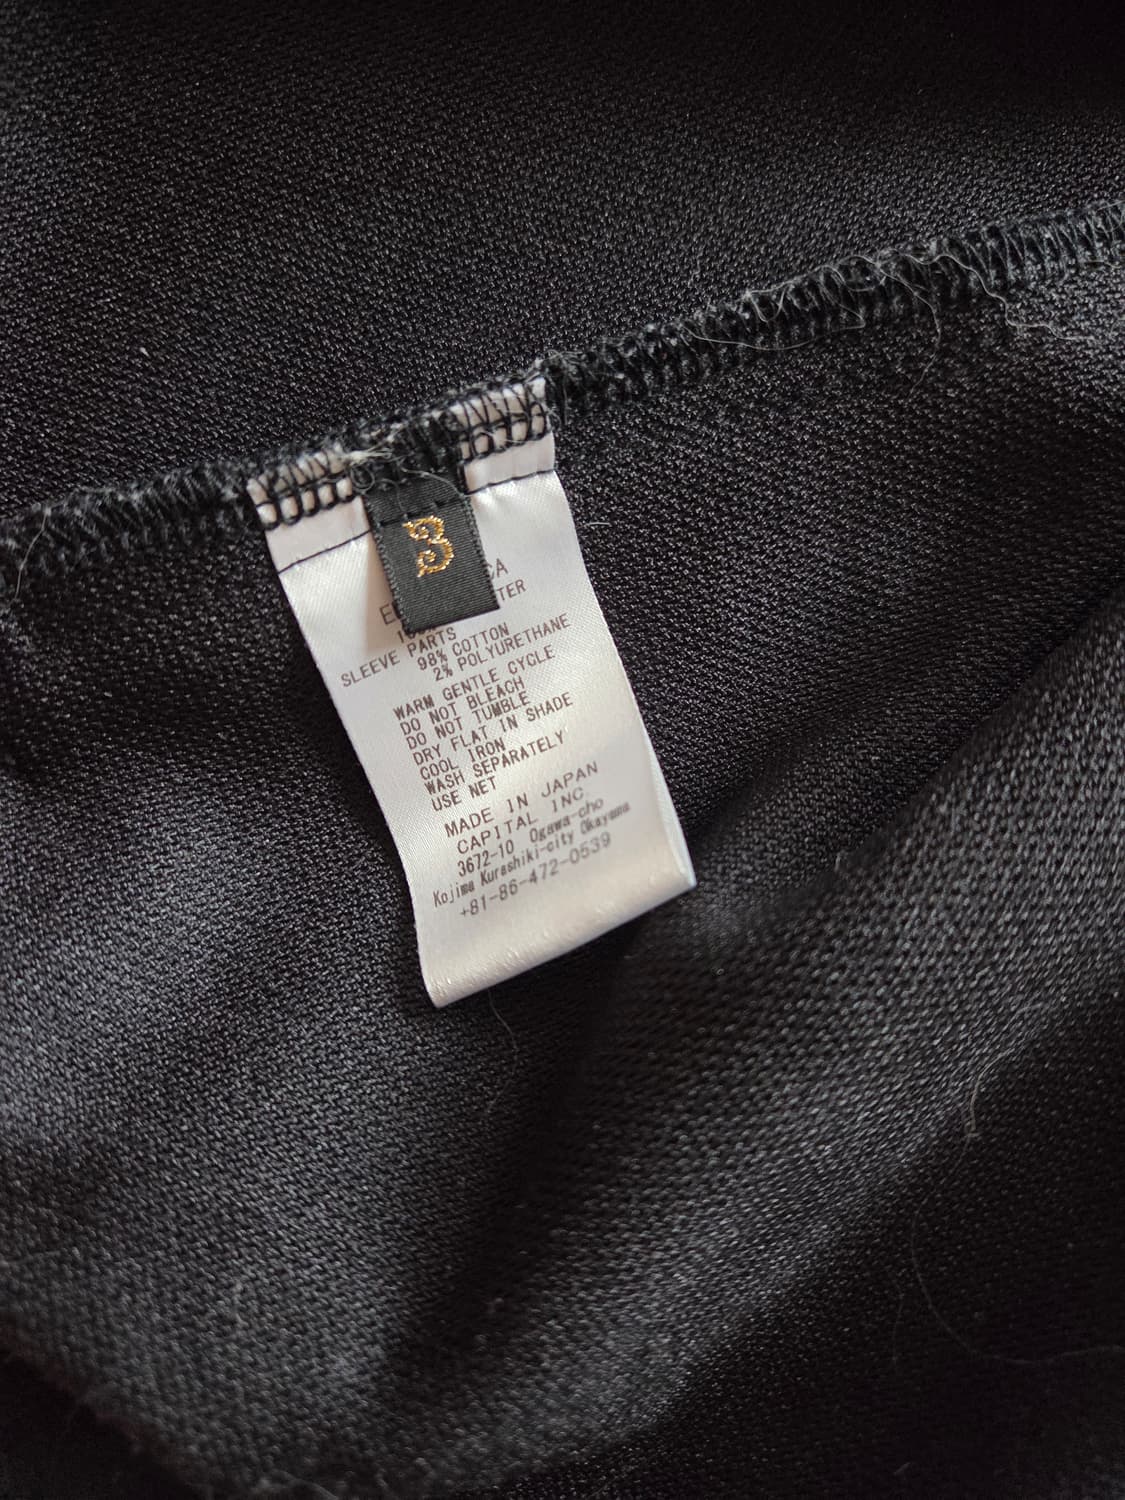 3
SLEEVE PARTS
98% COTTON
2% POLYURETHANE
WARM GENTLE CYCLE
DO NOT BLEACH
DO NOT TUMBLE
DRY FLAT IN SHADE
COOL IRON
WASH SEPARATELY
USE NET
MADE IN JAPAN
CAPITAL INC.
3672-10 Ogawa-cho
Kojima Kurashiki-city Okayama
+81-86-472-0539